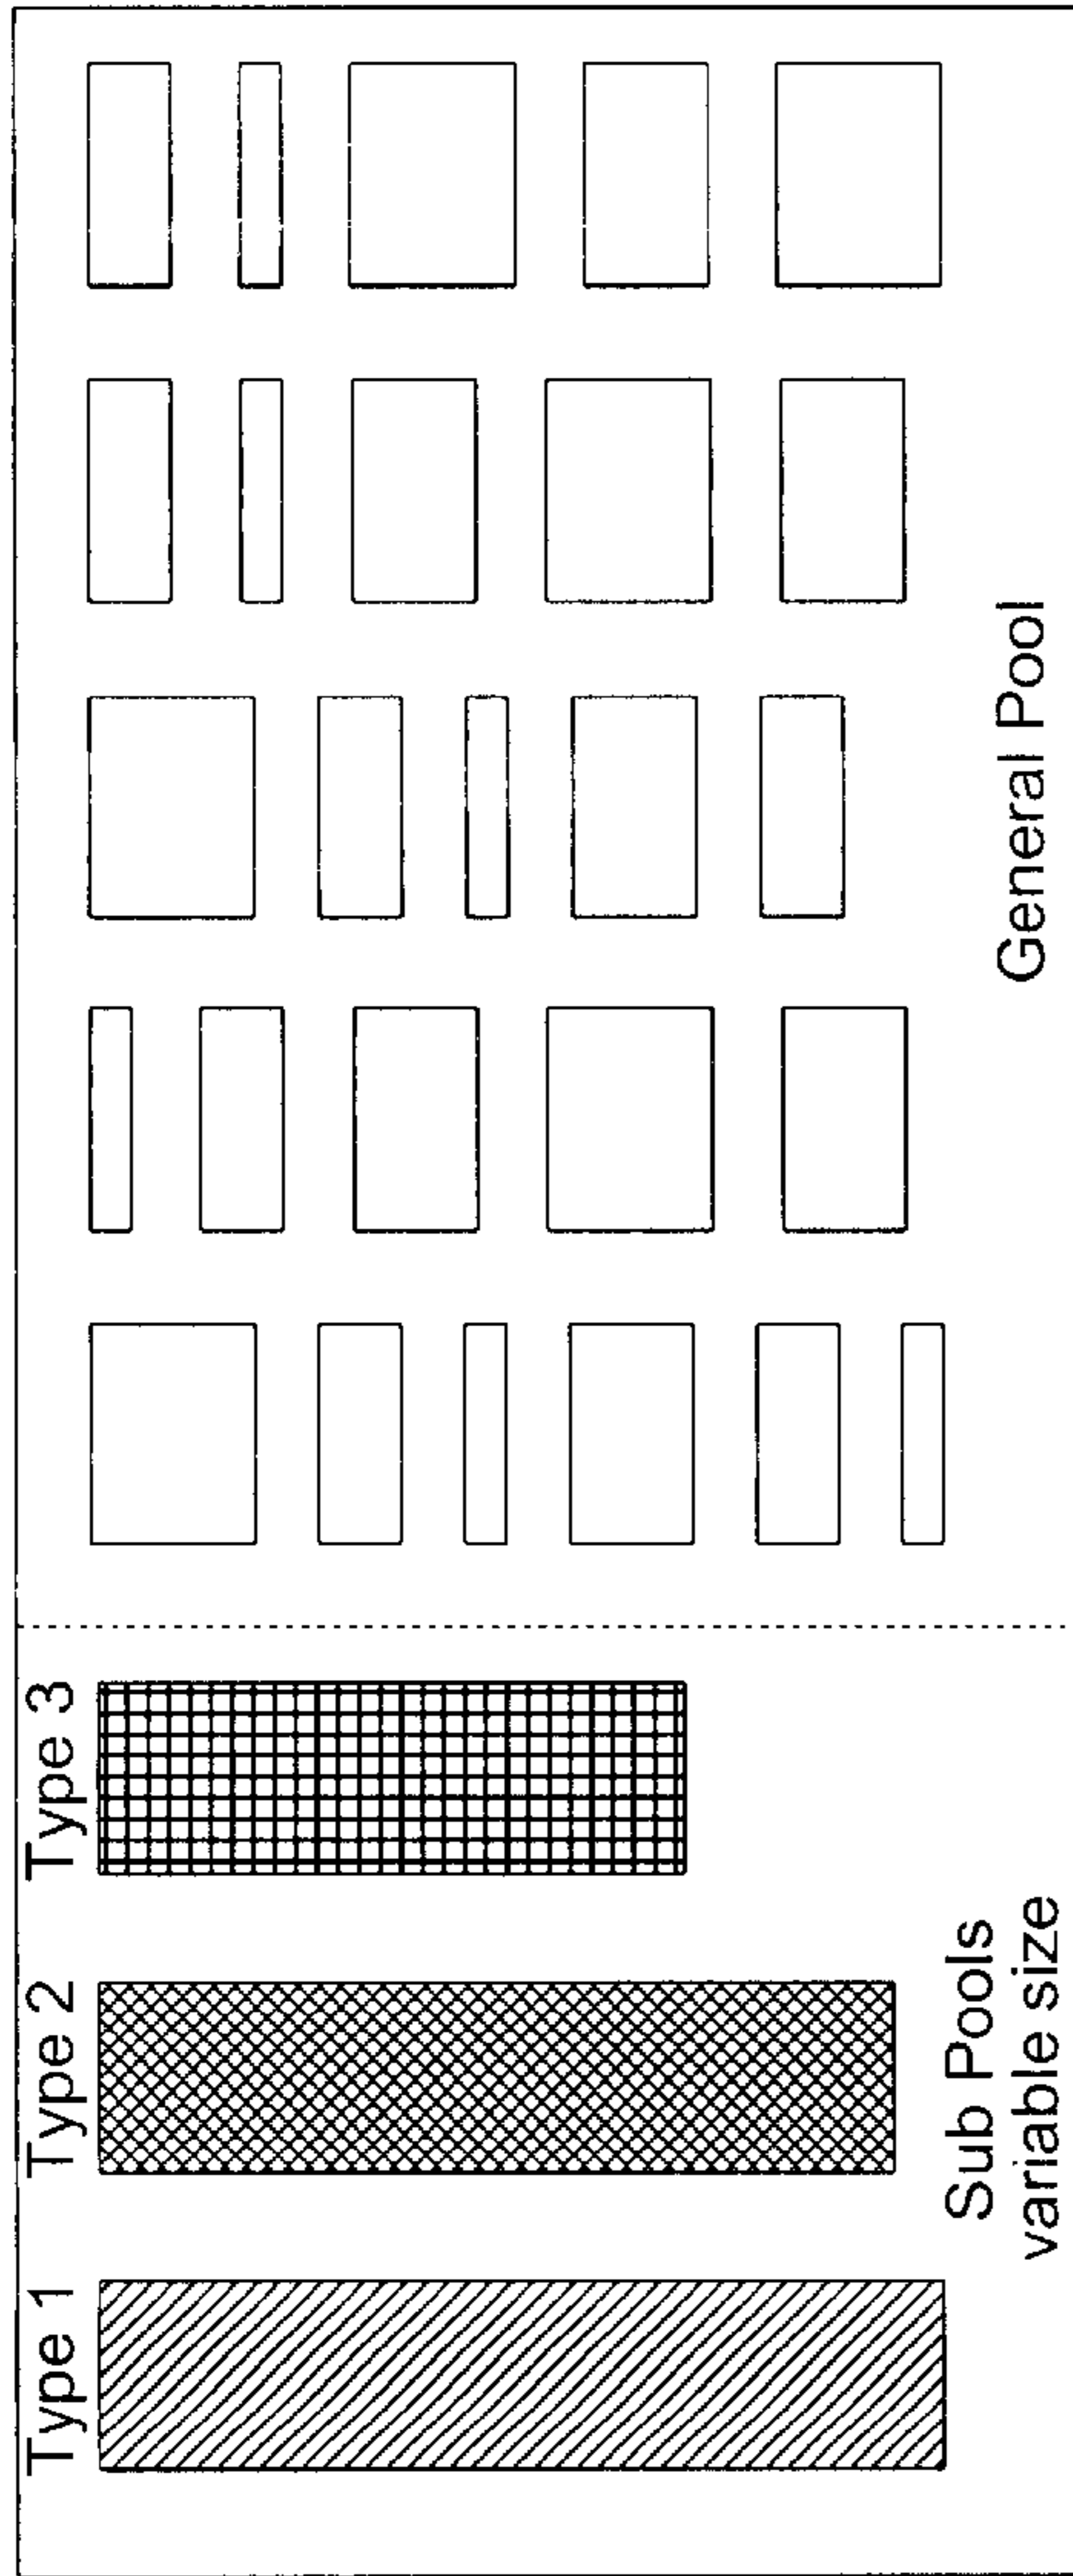 Type 1
Type 2
Type 3
Sub Pools
variable size
General Pool